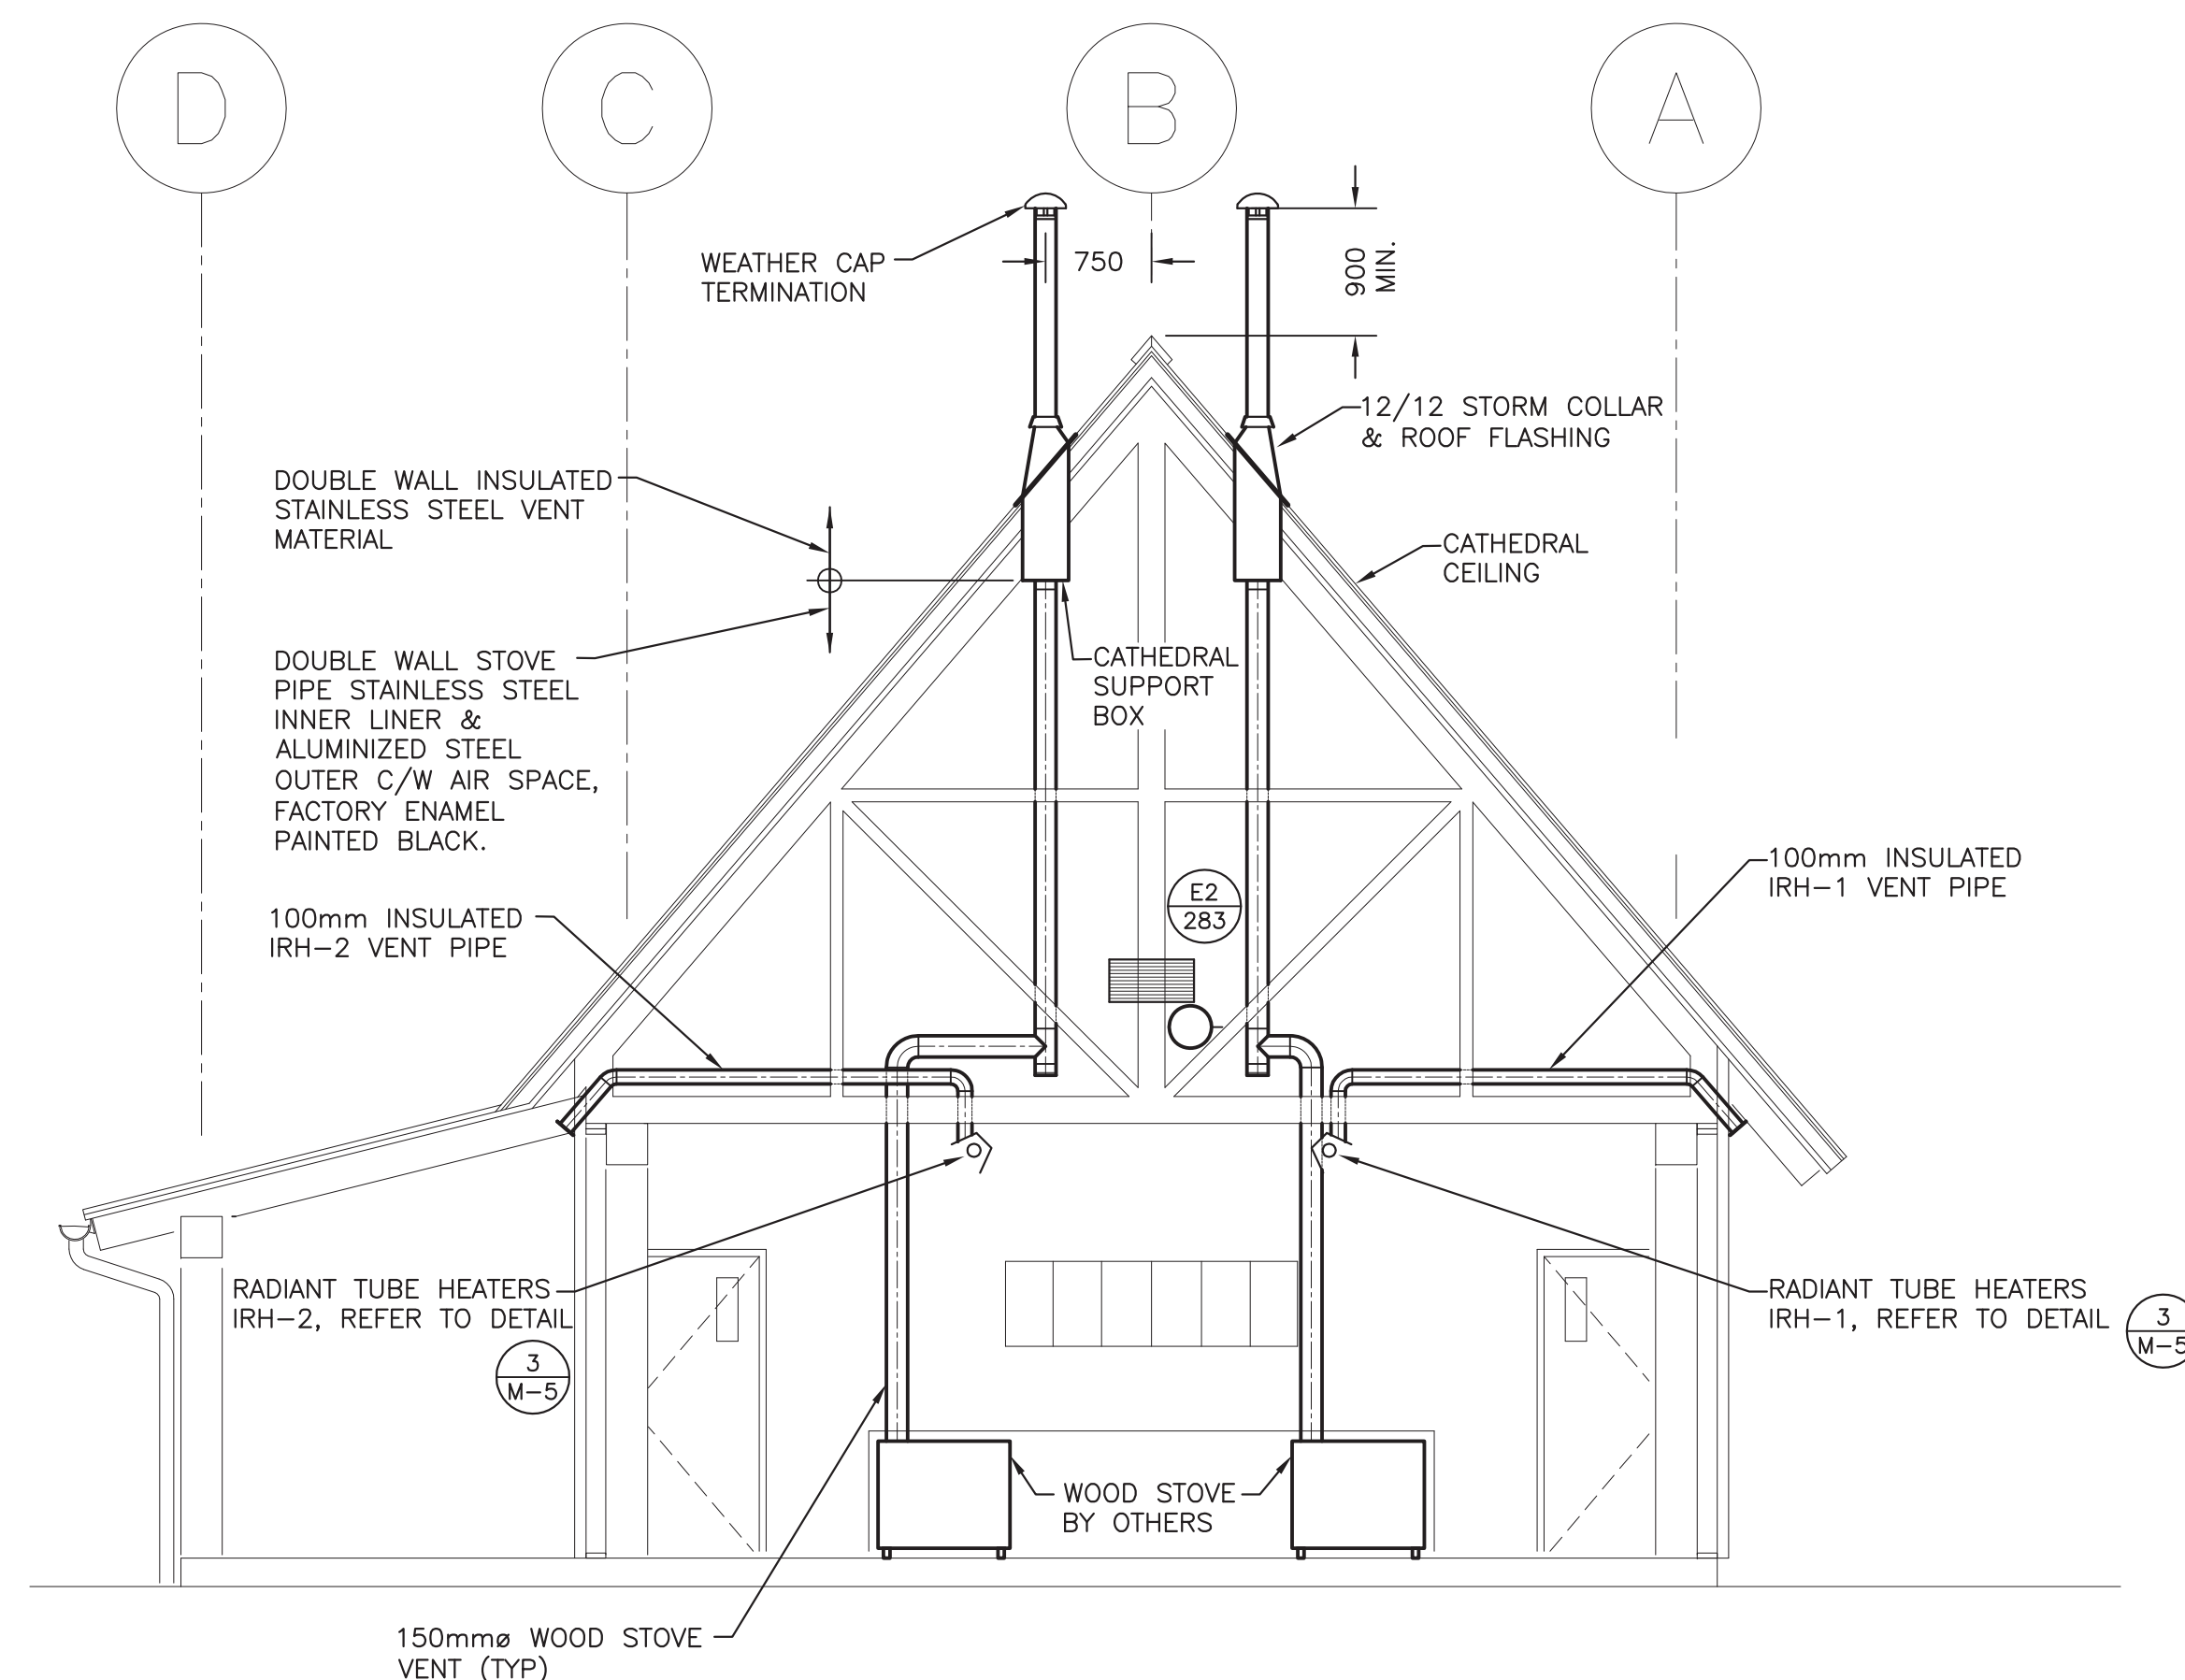 D
C
B
A
WEATHER CAP
TERMINATION
750
900
MIN.
12/12 STORM COLLAR
& ROOF FLASHING
DOUBLE WALL INSULATED
STAINLESS STEEL VENT
MATERIAL
CATHEDRAL
CEILING
DOUBLE WALL STOVE
PIPE STAINLESS STEEL
INNER LINER &
ALUMINIZED STEEL
OUTER C/W AIR SPACE,
FACTORY ENAMEL
PAINTED BLACK.
CATHEDRAL
SUPPORT
BOX
100mm INSULATED
IRH-1 VENT PIPE
E2
283
100mm INSULATED
IRH-2 VENT PIPE
RADIANT TUBE HEATERS
IRH-2, REFER TO DETAIL
3
M-5
RADIANT TUBE HEATERS
IRH-1, REFER TO DETAIL
3
M-5
WOOD STOVE
BY OTHERS
150mmø WOOD STOVE
VENT (TYP)